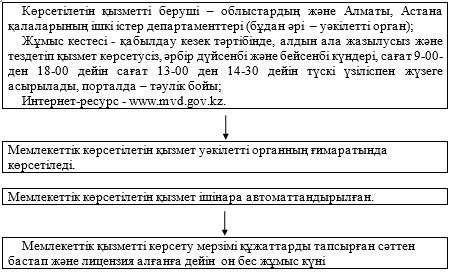 Көрсетілетін қызметті беруші – облыстардың және Алматы, Астана
қалаларының ішкі істер департаменттері (бұдан әрі – уәкілетті орган);
Жұмыс кестесі - қабылдау кезек тәртібінде, алдын ала жазылусыз және
тездетіп қызмет көрсетусіз, әрбір дүйсенбі және бейсенбі күндері, сағат 9-00-
ден 18-00 дейін сағат 13-00 ден 14-30 дейін түскі үзіліспен жүзеге
асырылады, порталда – тәулік бойы;
Интернет-ресурс - www.mvd.gov.kz.
Мемлекеттік көрсетілетін қызмет уәкілетті органның ғимаратында
көрсетіледі.
Мемлекеттік көрсетілетін қызмет ішінара автоматтандырылған.
Мемлекеттік қызметті көрсету мерзімі құжаттарды тапсырған сәттен
бастап және лицензия алғанға дейін он бес жұмыс күні